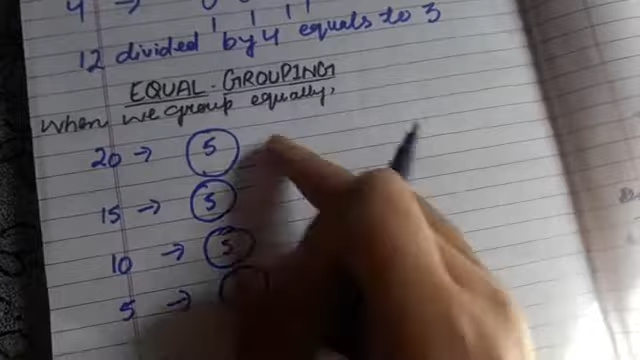 4 →
12 divided by 4 equals to 3
EQUAL-GROUPING
When we group equally,
20 → 5
15 → 5
10 → 5
5 →